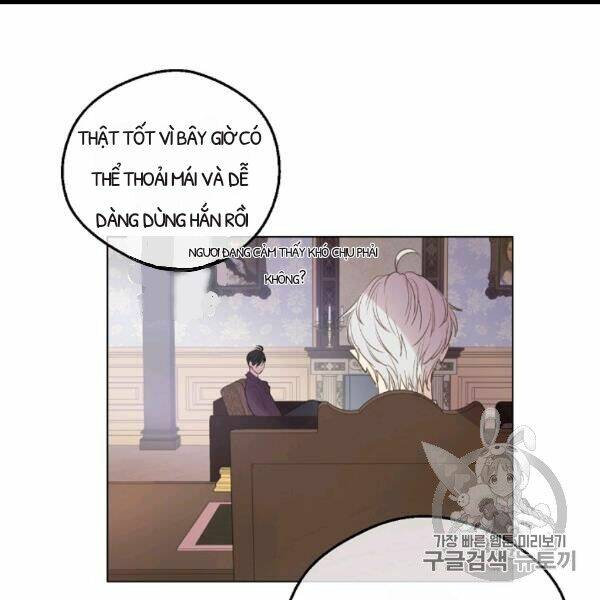 THẬT TỐT VÌ BÂY GIỜ CÓ
THỂ THOẢI MÁI VÀ DỄ
DÀNG DÙNG HẮN RỒI
NGƯƠI ĐANG CẢM THẤY KHÓ CHỊU PHẢI
KHÔNG?
가장 빠른 웹툰 미리보기
구글검색 뉴토끼